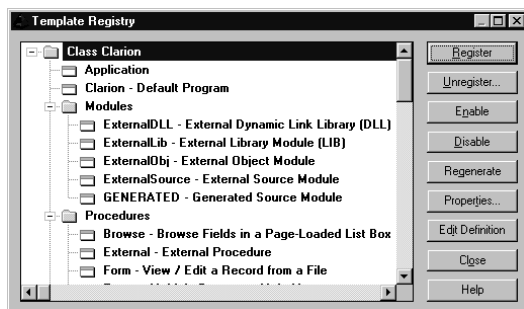 Template Registry
Class Clarion
Application
Clarion - Default Program
Modules
ExternalDLL - External Dynamic Link Library (DLL)
ExternalLib - External Library Module (LIB)
ExternalObj - External Object Module
ExternalSource - External Source Module
GENERATED - Generated Source Module
Procedures
Browse - Browse Fields in a Page-Loaded List Box
External - External Procedure
Form - View / Edit a Record from a File
Register
Unregister...
Enable
Disable
Regenerate
Properties...
Edit Definition
Close
Help